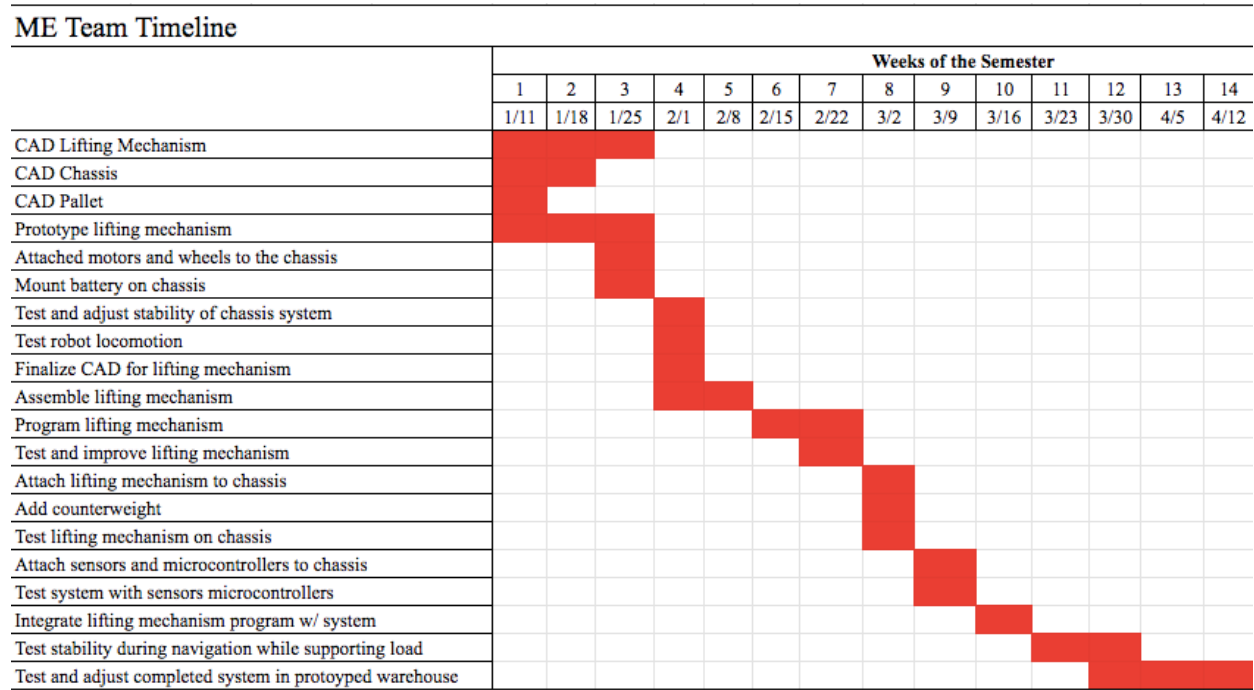 ME Team Timeline
Weeks of the Semester
1 2 3 4 5 6 7 8 9 10 11 12 13 14
1/11 1/18 1/25 2/1 2/8 2/15 2/22 3/2 3/9 3/16 3/23 3/30 4/5 4/12
CAD Lifting Mechanism
CAD Chassis
CAD Pallet
Prototype lifting mechanism
Attached motors and wheels to the chassis
Mount battery on chassis
Test and adjust stability of chassis system
Test robot locomotion
Finalize CAD for lifting mechanism
Assemble lifting mechanism
Program lifting mechanism
Test and improve lifting mechanism
Attach lifting mechanism to chassis
Add counterweight
Test lifting mechanism on chassis
Attach sensors and microcontrollers to chassis
Test system with sensors microcontrollers
Integrate lifting mechanism program w/ system
Test stability during navigation while supporting load
Test and adjust completed system in protoyped warehouse